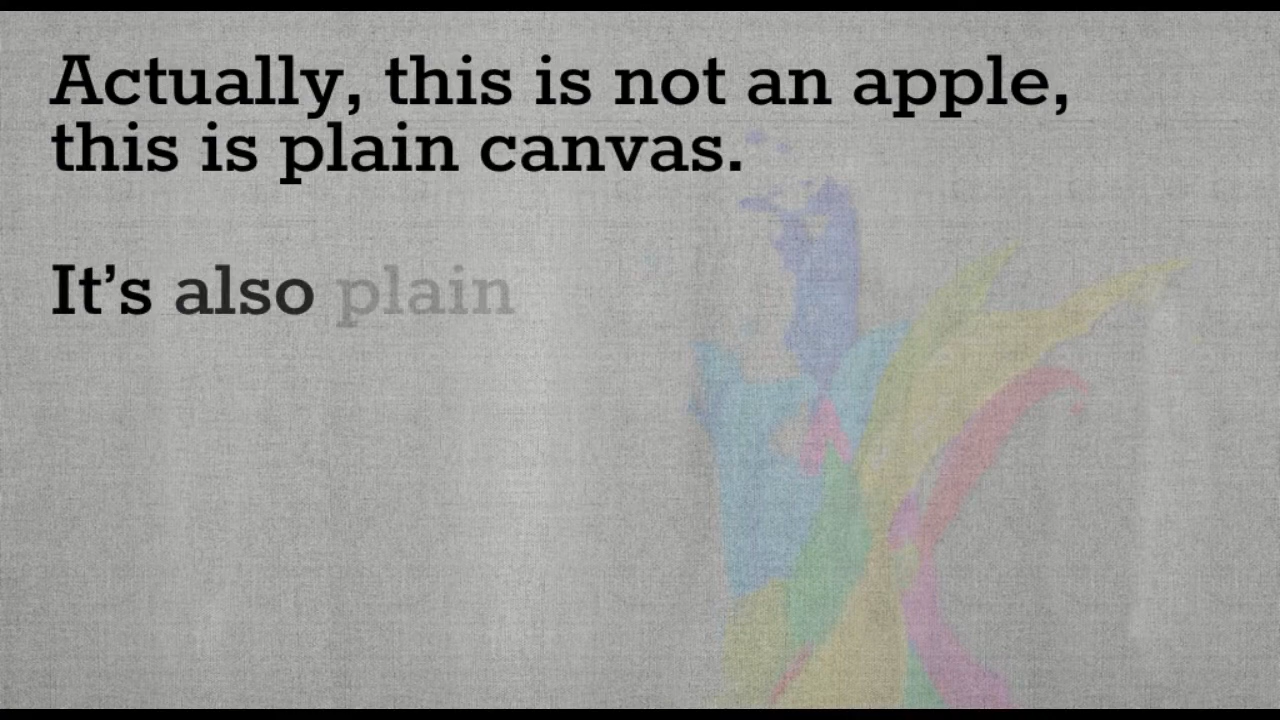 Actually, this is not an apple,
this is plain canvas.
It’s also plain